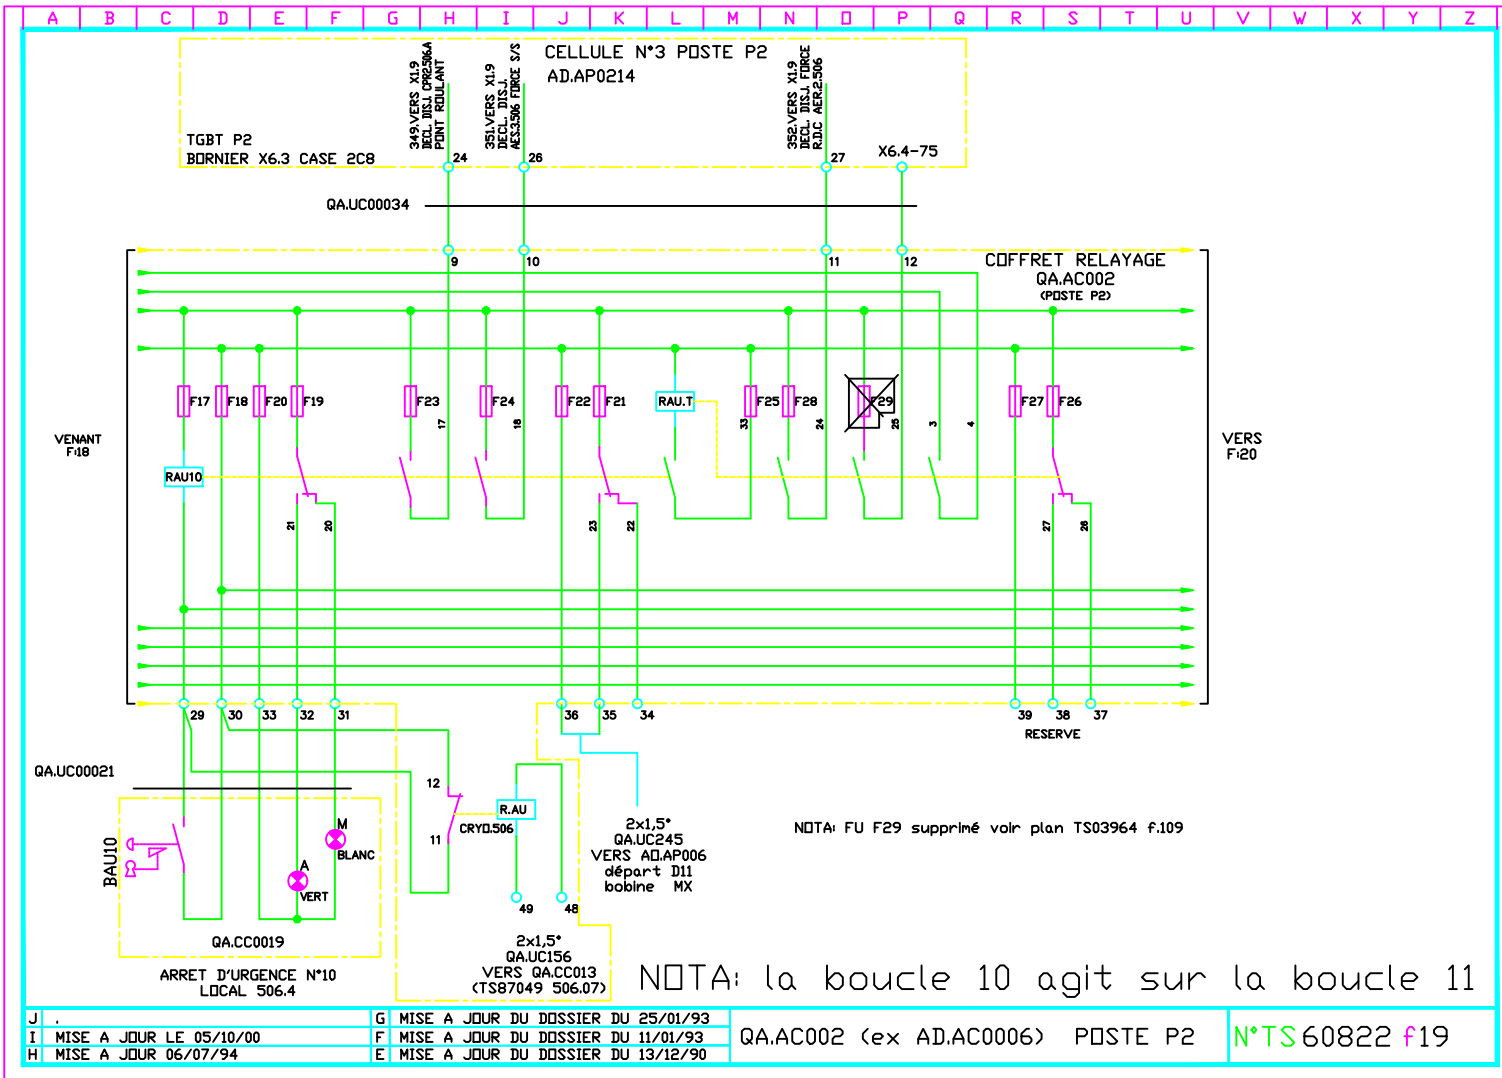 A B C D E F G H I J K L M N O P Q R S T U V W X Y Z
CELLULE N°3 POSTE P2
AD.AP0214
349.VERS X1.9
DECL. DISJ. CPR2.506.A
PONT ROULANT
351.VERS X1.9
DECL. DISJ.
AES.3.506 FORCE S/S
352.VERS X1.9
DECL. DISJ. FORCE
R.D.C AER.2.506
TGBT P2
BORNIER X6.3 CASE 2C8
24
26
27
X6.4-75
QA.UC00034
9
10
11
12
COFFRET RELAYAGE
QA.AC002
(POSTE P2)
F17
F18
F20
F19
F23
F24
F22
F21
RAU.T
F25
F28
F29
F27
F26
17
18
33
24
25
3
4
VENANT
F:18
VERS
F:20
RAU10
21
20
23
22
27
28
29
30
33
32
31
36
35
34
39
38
37
RESERVE
QA.UC00021
12
11
R.AU
CRYO.506
BAU10
M
BLANC
A
VERT
QA.CC0019
ARRET D'URGENCE N°10
LOCAL 506.4
49
48
2x1,5°
QA.UC156
VERS QA.CC013
(TS87049 506.07)
2x1,5°
QA.UC245
VERS AD.AP006
départ D11
bobine MX
NOTA: FU F29 supprimé voir plan TS03964 f.109
NOTA: la boucle 10 agit sur la boucle 11
J .
I MISE A JOUR LE 05/10/00
H MISE A JOUR 06/07/94
G MISE A JOUR DU DOSSIER DU 25/01/93
F MISE A JOUR DU DOSSIER DU 11/01/93
E MISE A JOUR DU DOSSIER DU 13/12/90
QA.AC002 (ex AD.AC0006) POSTE P2
N°TS 60822 f19